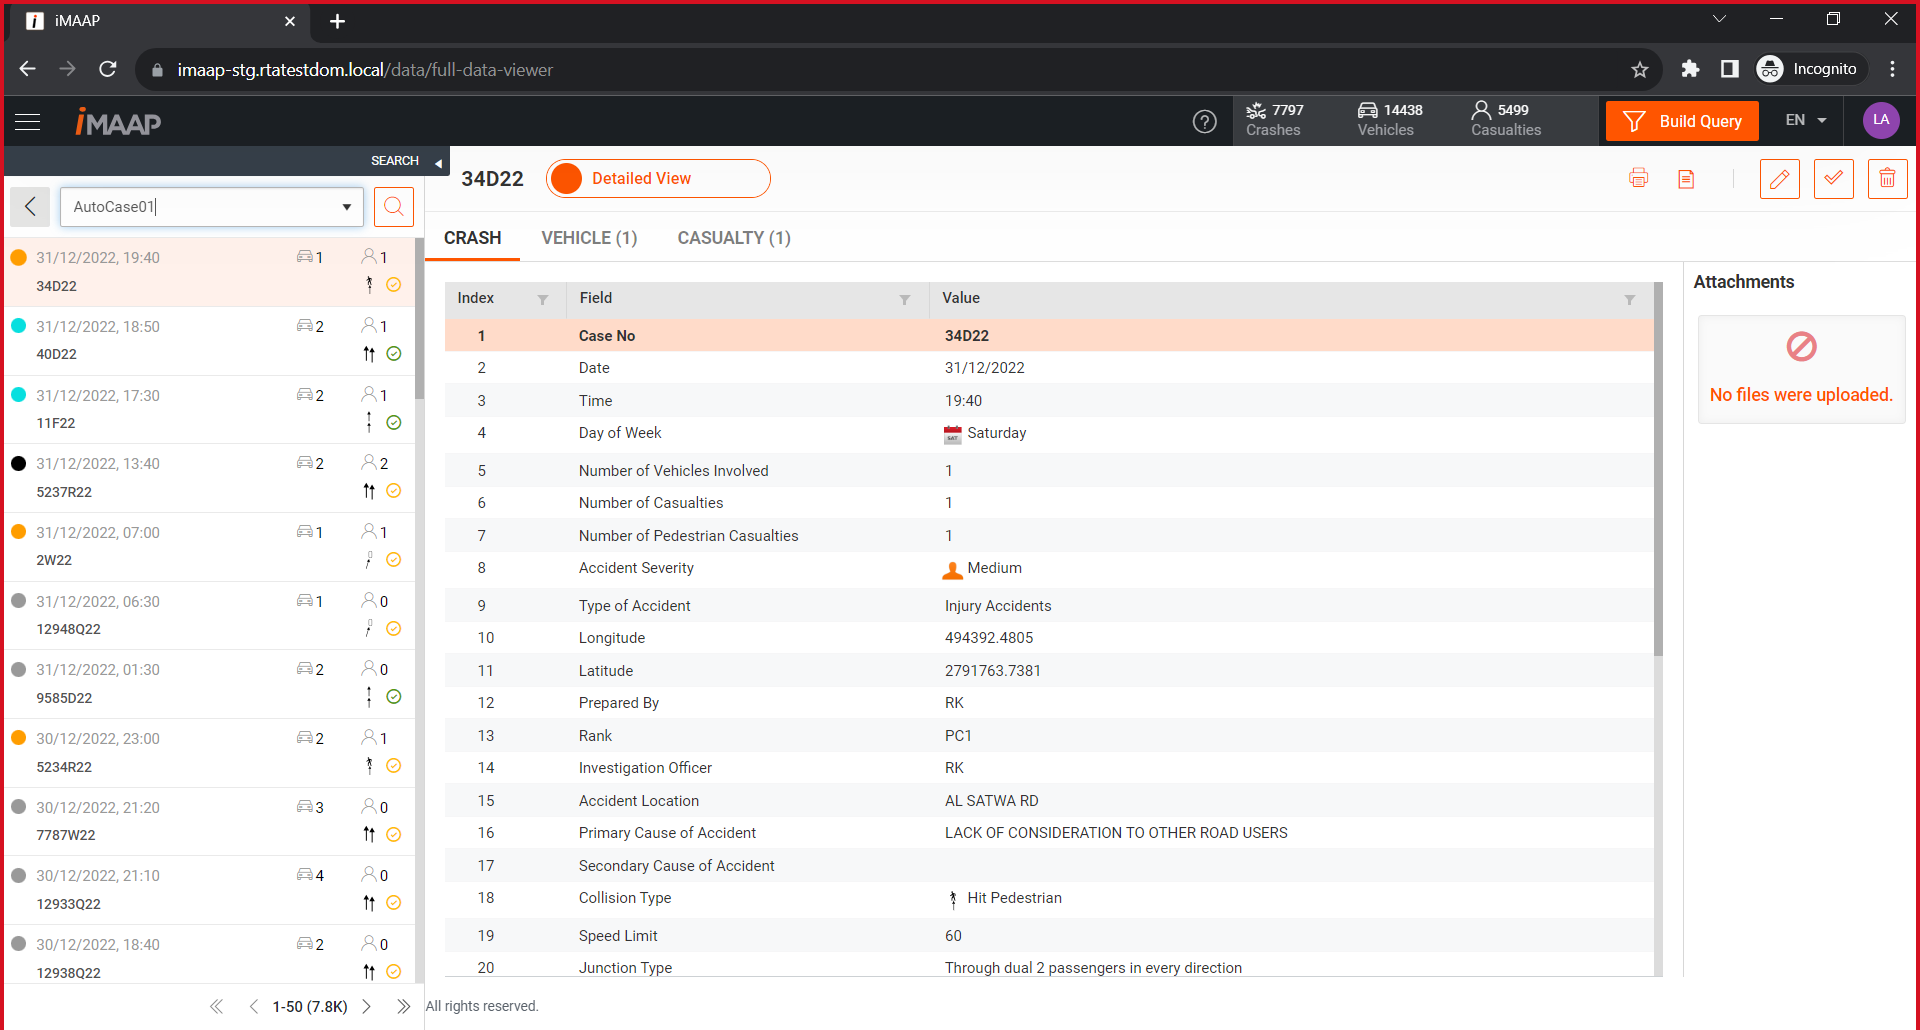 iMAAP
imaap-stg.rtatestdom.local/data/full-data-viewer
Incognito
iMAAP
7797
Crashes
14438
Vehicles
5499
Casualties
Build Query
EN
LA
SEARCH
AutoCase01
31/12/2022, 19:40 1 1
34D22
31/12/2022, 18:50 2 1
40D22
31/12/2022, 17:30 2 1
11F22
31/12/2022, 13:40 2 2
5237R22
31/12/2022, 07:00 1 1
2W22
31/12/2022, 06:30 1 0
12948Q22
31/12/2022, 01:30 2 0
9585D22
30/12/2022, 23:00 2 1
5234R22
30/12/2022, 21:20 3 0
7787W22
30/12/2022, 21:10 4 0
12933Q22
30/12/2022, 18:40 2 0
12938Q22
1-50 (7.8K)
34D22
Detailed View
CRASH VEHICLE (1) CASUALTY (1)
Index Field Value
1 Case No 34D22
2 Date 31/12/2022
3 Time 19:40
4 Day of Week SAT Saturday
5 Number of Vehicles Involved 1
6 Number of Casualties 1
7 Number of Pedestrian Casualties 1
8 Accident Severity Medium
9 Type of Accident Injury Accidents
10 Longitude 494392.4805
11 Latitude 2791763.7381
12 Prepared By RK
13 Rank PC1
14 Investigation Officer RK
15 Accident Location AL SATWA RD
16 Primary Cause of Accident LACK OF CONSIDERATION TO OTHER ROAD USERS
17 Secondary Cause of Accident
18 Collision Type Hit Pedestrian
19 Speed Limit 60
20 Junction Type Through dual 2 passengers in every direction
Attachments
No files were uploaded.
All rights reserved.